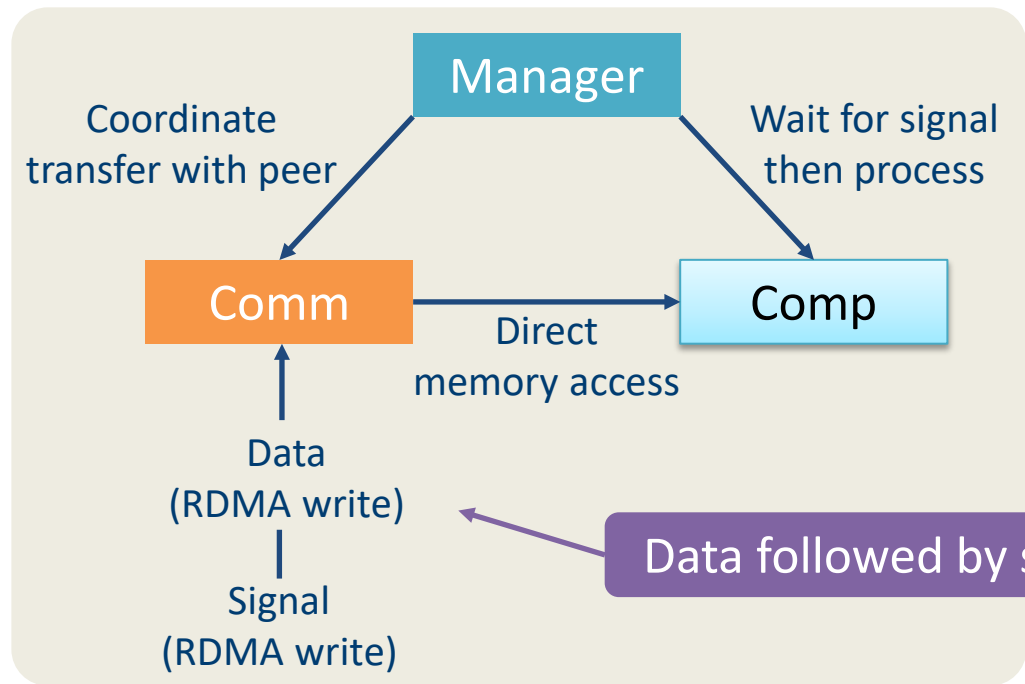 Manager
Coordinate
transfer with peer
Wait for signal
then process
Comm
Comp
Direct
memory access
Data
(RDMA write)
Data followed by
Signal
(RDMA write)